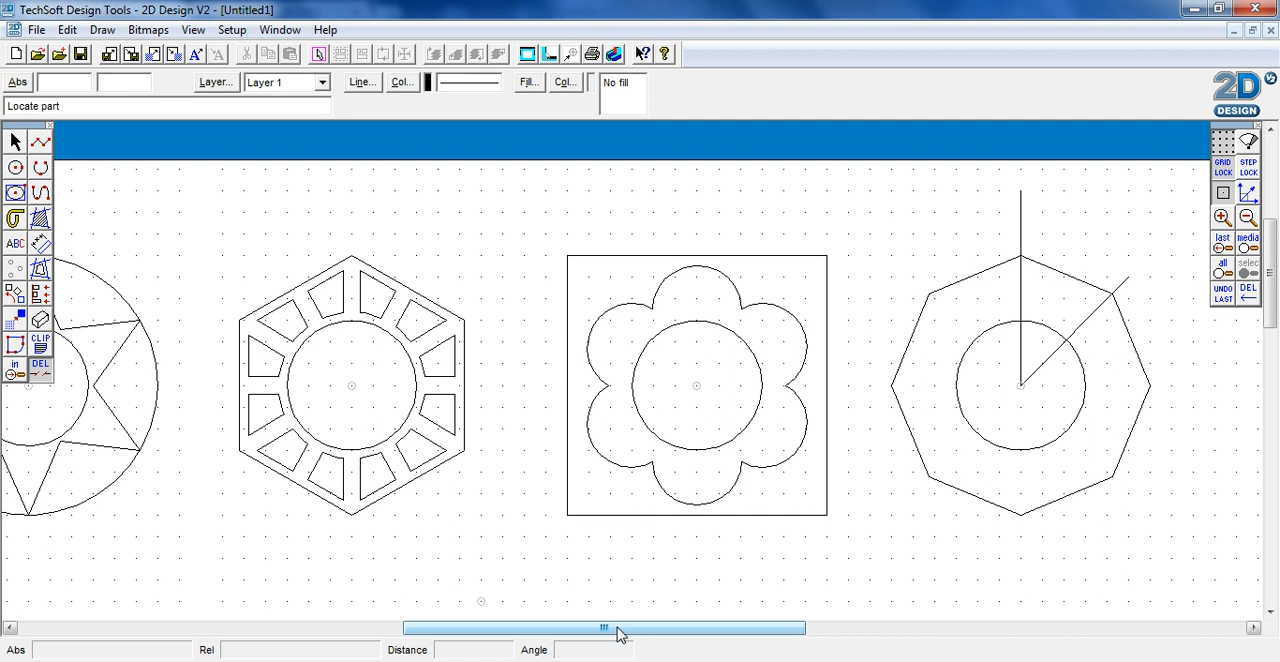 TechSoft Design Tools - 2D Design V2 - [Untitled1]
File Edit Draw Bitmaps View Setup Window Help
Abs Layer... Layer 1 Line... Col... Fill... Col... No fill
2D DESIGN V2
Locate part
ABC
CLIP
in DEL
GRID LOCK STEP LOCK
last media
all selec
UNDO LAST DEL
Abs Rel Distance Angle